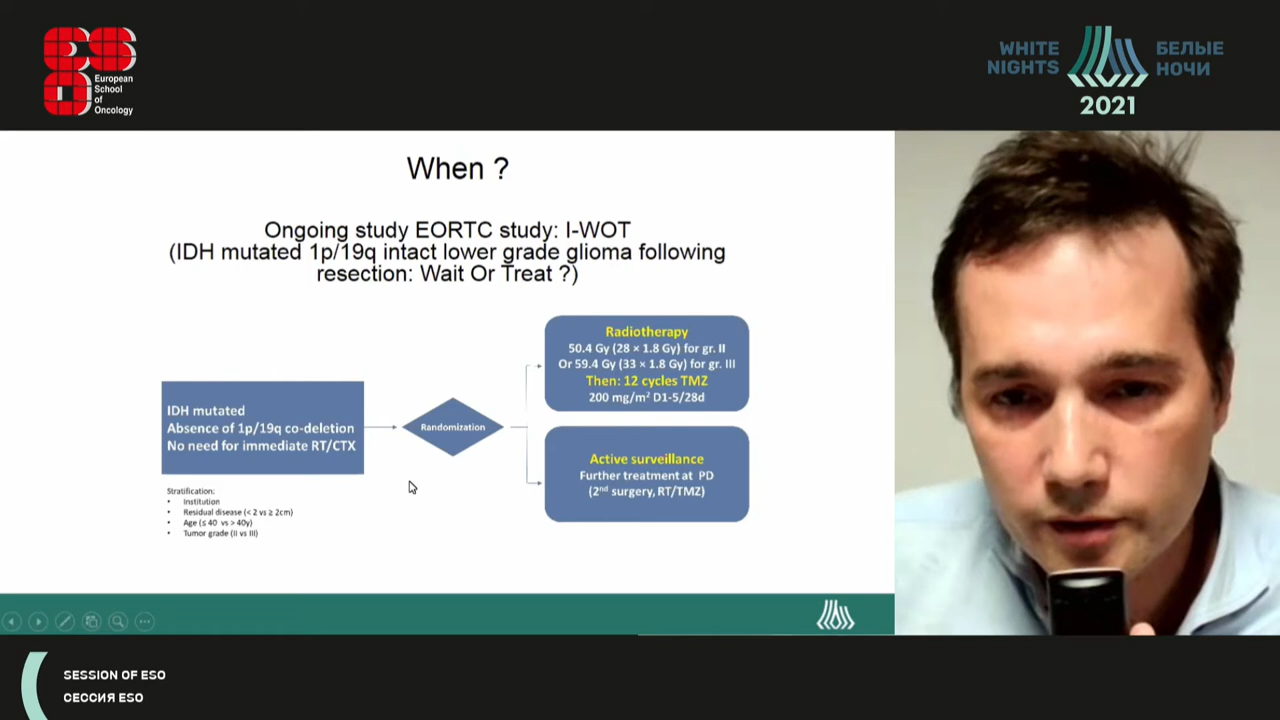 European
School
of
Oncology
WHITE
NIGHTS
БЕЛЫЕ
НОЧИ
2021
When ?
Ongoing study EORTC study: I-WOT
(IDH mutated 1p/19q intact lower grade glioma following
resection: Wait Or Treat ?)
IDH mutated
Absence of 1p/19q co-deletion
No need for immediate RT/CTX
Randomization
Radiotherapy
50.4 Gy (28 × 1.8 Gy) for gr. II
Or 59.4 Gy (33 × 1.8 Gy) for gr. III
Then: 12 cycles TMZ
200 mg/m² D1-5/28d
Active surveillance
Further treatment at PD
(2nd surgery, RT/TMZ)
Stratification:
• Institution
• Residual disease (< 2 vs ≥ 2cm)
• Age (≤ 40 vs > 40y)
• Tumor grade (II vs III)
SESSION OF ESO
СЕССИЯ ESO